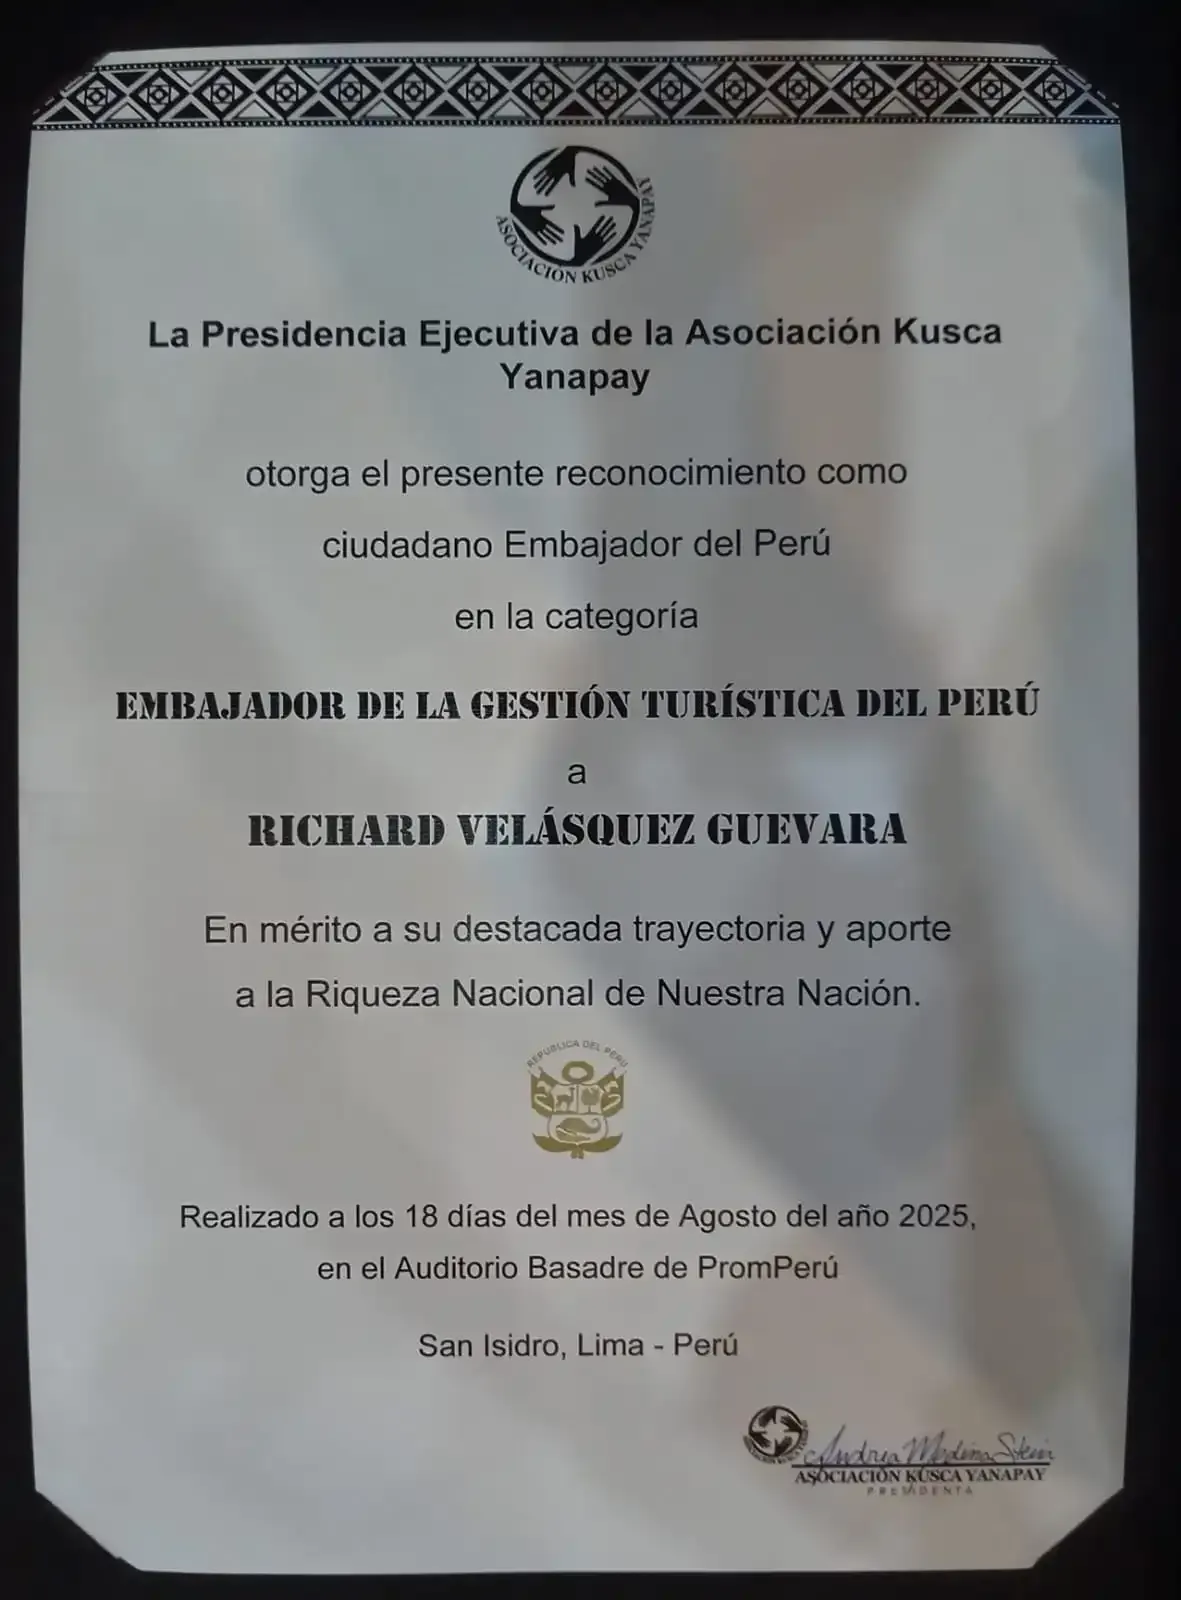 ASOCIACIÓN KUSCA YANAPAY
La Presidencia Ejecutiva de la Asociación Kusca
Yanapay
otorga el presente reconocimiento como
ciudadano Embajador del Perú
en la categoría
EMBAJADOR DE LA GESTIÓN TURÍSTICA DEL PERÚ
a
RICHARD VELÁSQUEZ GUEVARA
En mérito a su destacada trayectoria y aporte
a la Riqueza Nacional de Nuestra Nación.
REPUBLICA DEL PERU
Realizado a los 18 días del mes de Agosto del año 2025,
en el Auditorio Basadre de PromPerú
San Isidro, Lima - Perú
Andrea Medina Stein
ASOCIACIÓN KUSCA YANAPAY
PRESIDENTA